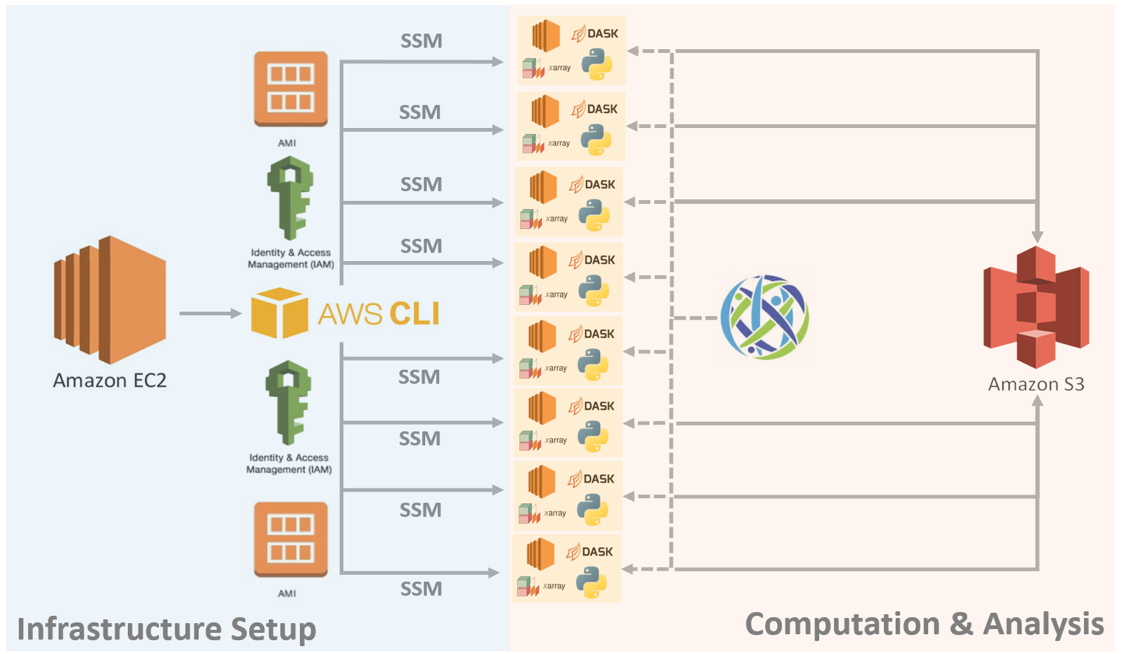 SSM
DASK
xarray
AMI
SSM
DASK
xarray
SSM
DASK
xarray
Identity & Access
Management (IAM)
SSM
DASK
xarray
AWS CLI
Amazon EC2
SSM
DASK
xarray
Amazon S3
SSM
DASK
xarray
Identity & Access
Management (IAM)
SSM
DASK
xarray
AMI
SSM
DASK
xarray
Infrastructure Setup
Computation & Analysis